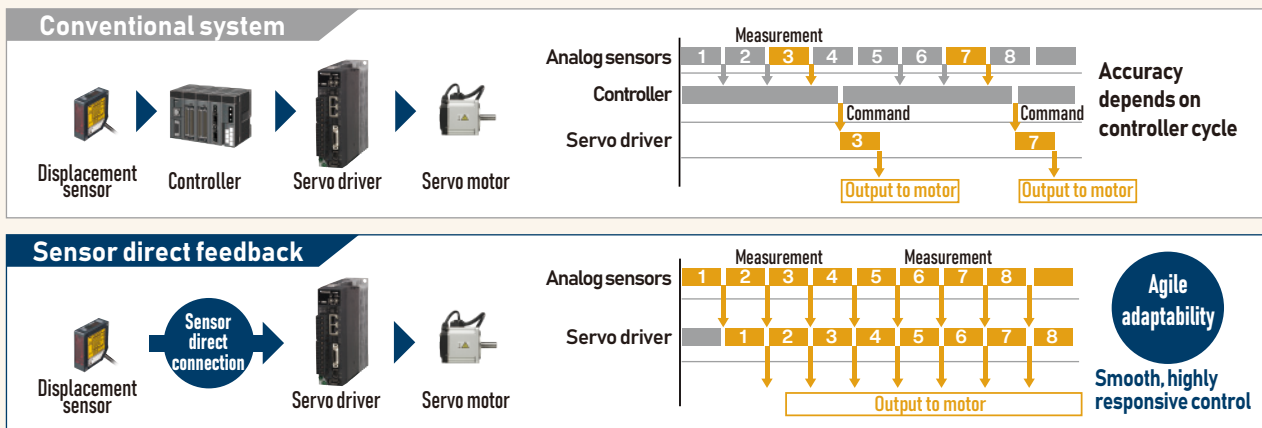 Conventional system
Displacement
sensor
Controller
Servo driver
Servo motor
Measurement
Analog sensors
1 2 3 4 5 6 7 8
Controller
Command
Command
Servo driver
3 7
Output to motor
Output to motor
Accuracy
depends on
controller cycle
Sensor direct feedback
Displacement
sensor
Sensor
direct
connection
Servo driver
Servo motor
Measurement
Measurement
Analog sensors
1 2 3 4 5 6 7 8
Servo driver
1 2 3 4 5 6 7 8
Output to motor
Agile
adaptability
Smooth, highly
responsive control